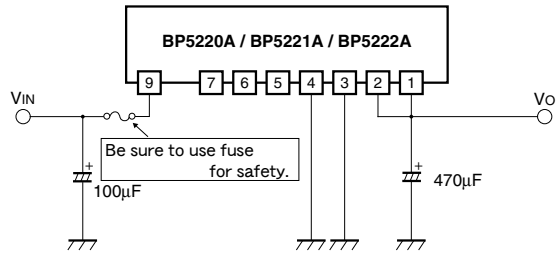 BP5220A / BP5221A / BP5222A
9 7 6 5 4 3 2 1
VIN
VO
Be sure to use fuse
for safety.
+
100μF
+
470μF